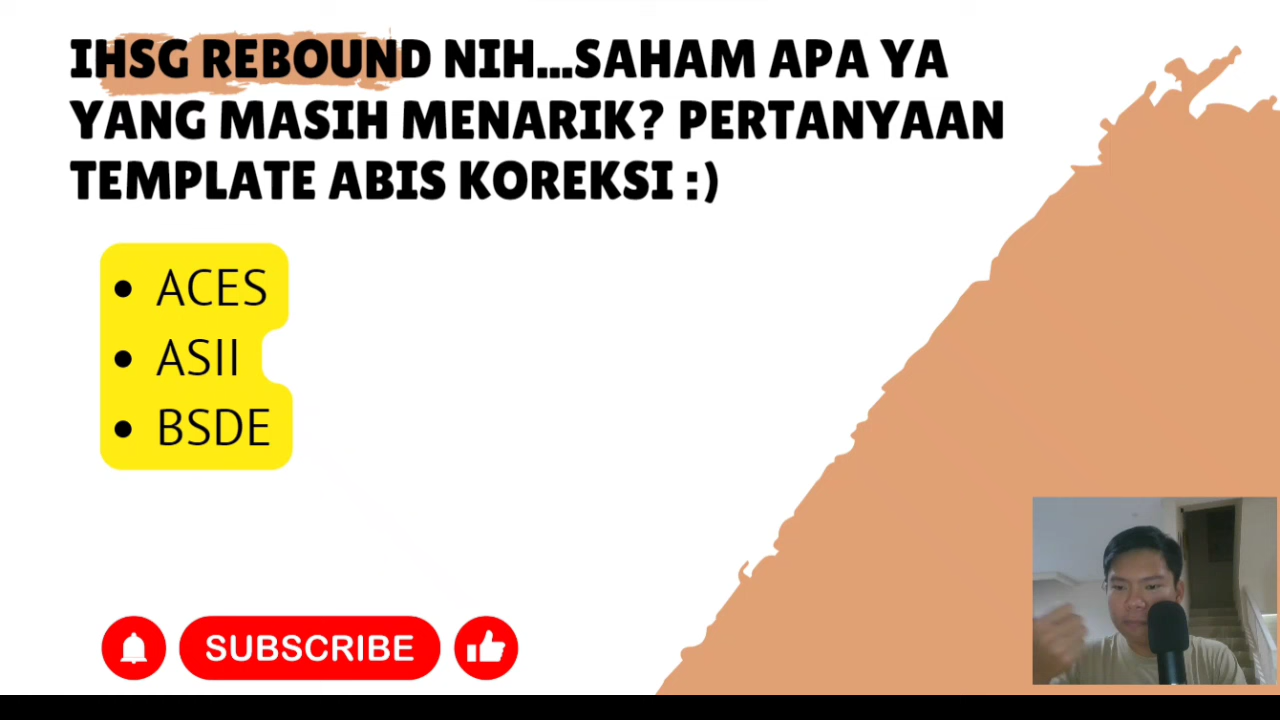 IHSG REBOUND NIH...SAHAM APA YA
YANG MASIH MENARIK? PERTANYAAN
TEMPLATE ABIS KOREKSI :)
• ACES
• ASII
• BSDE
SUBSCRIBE